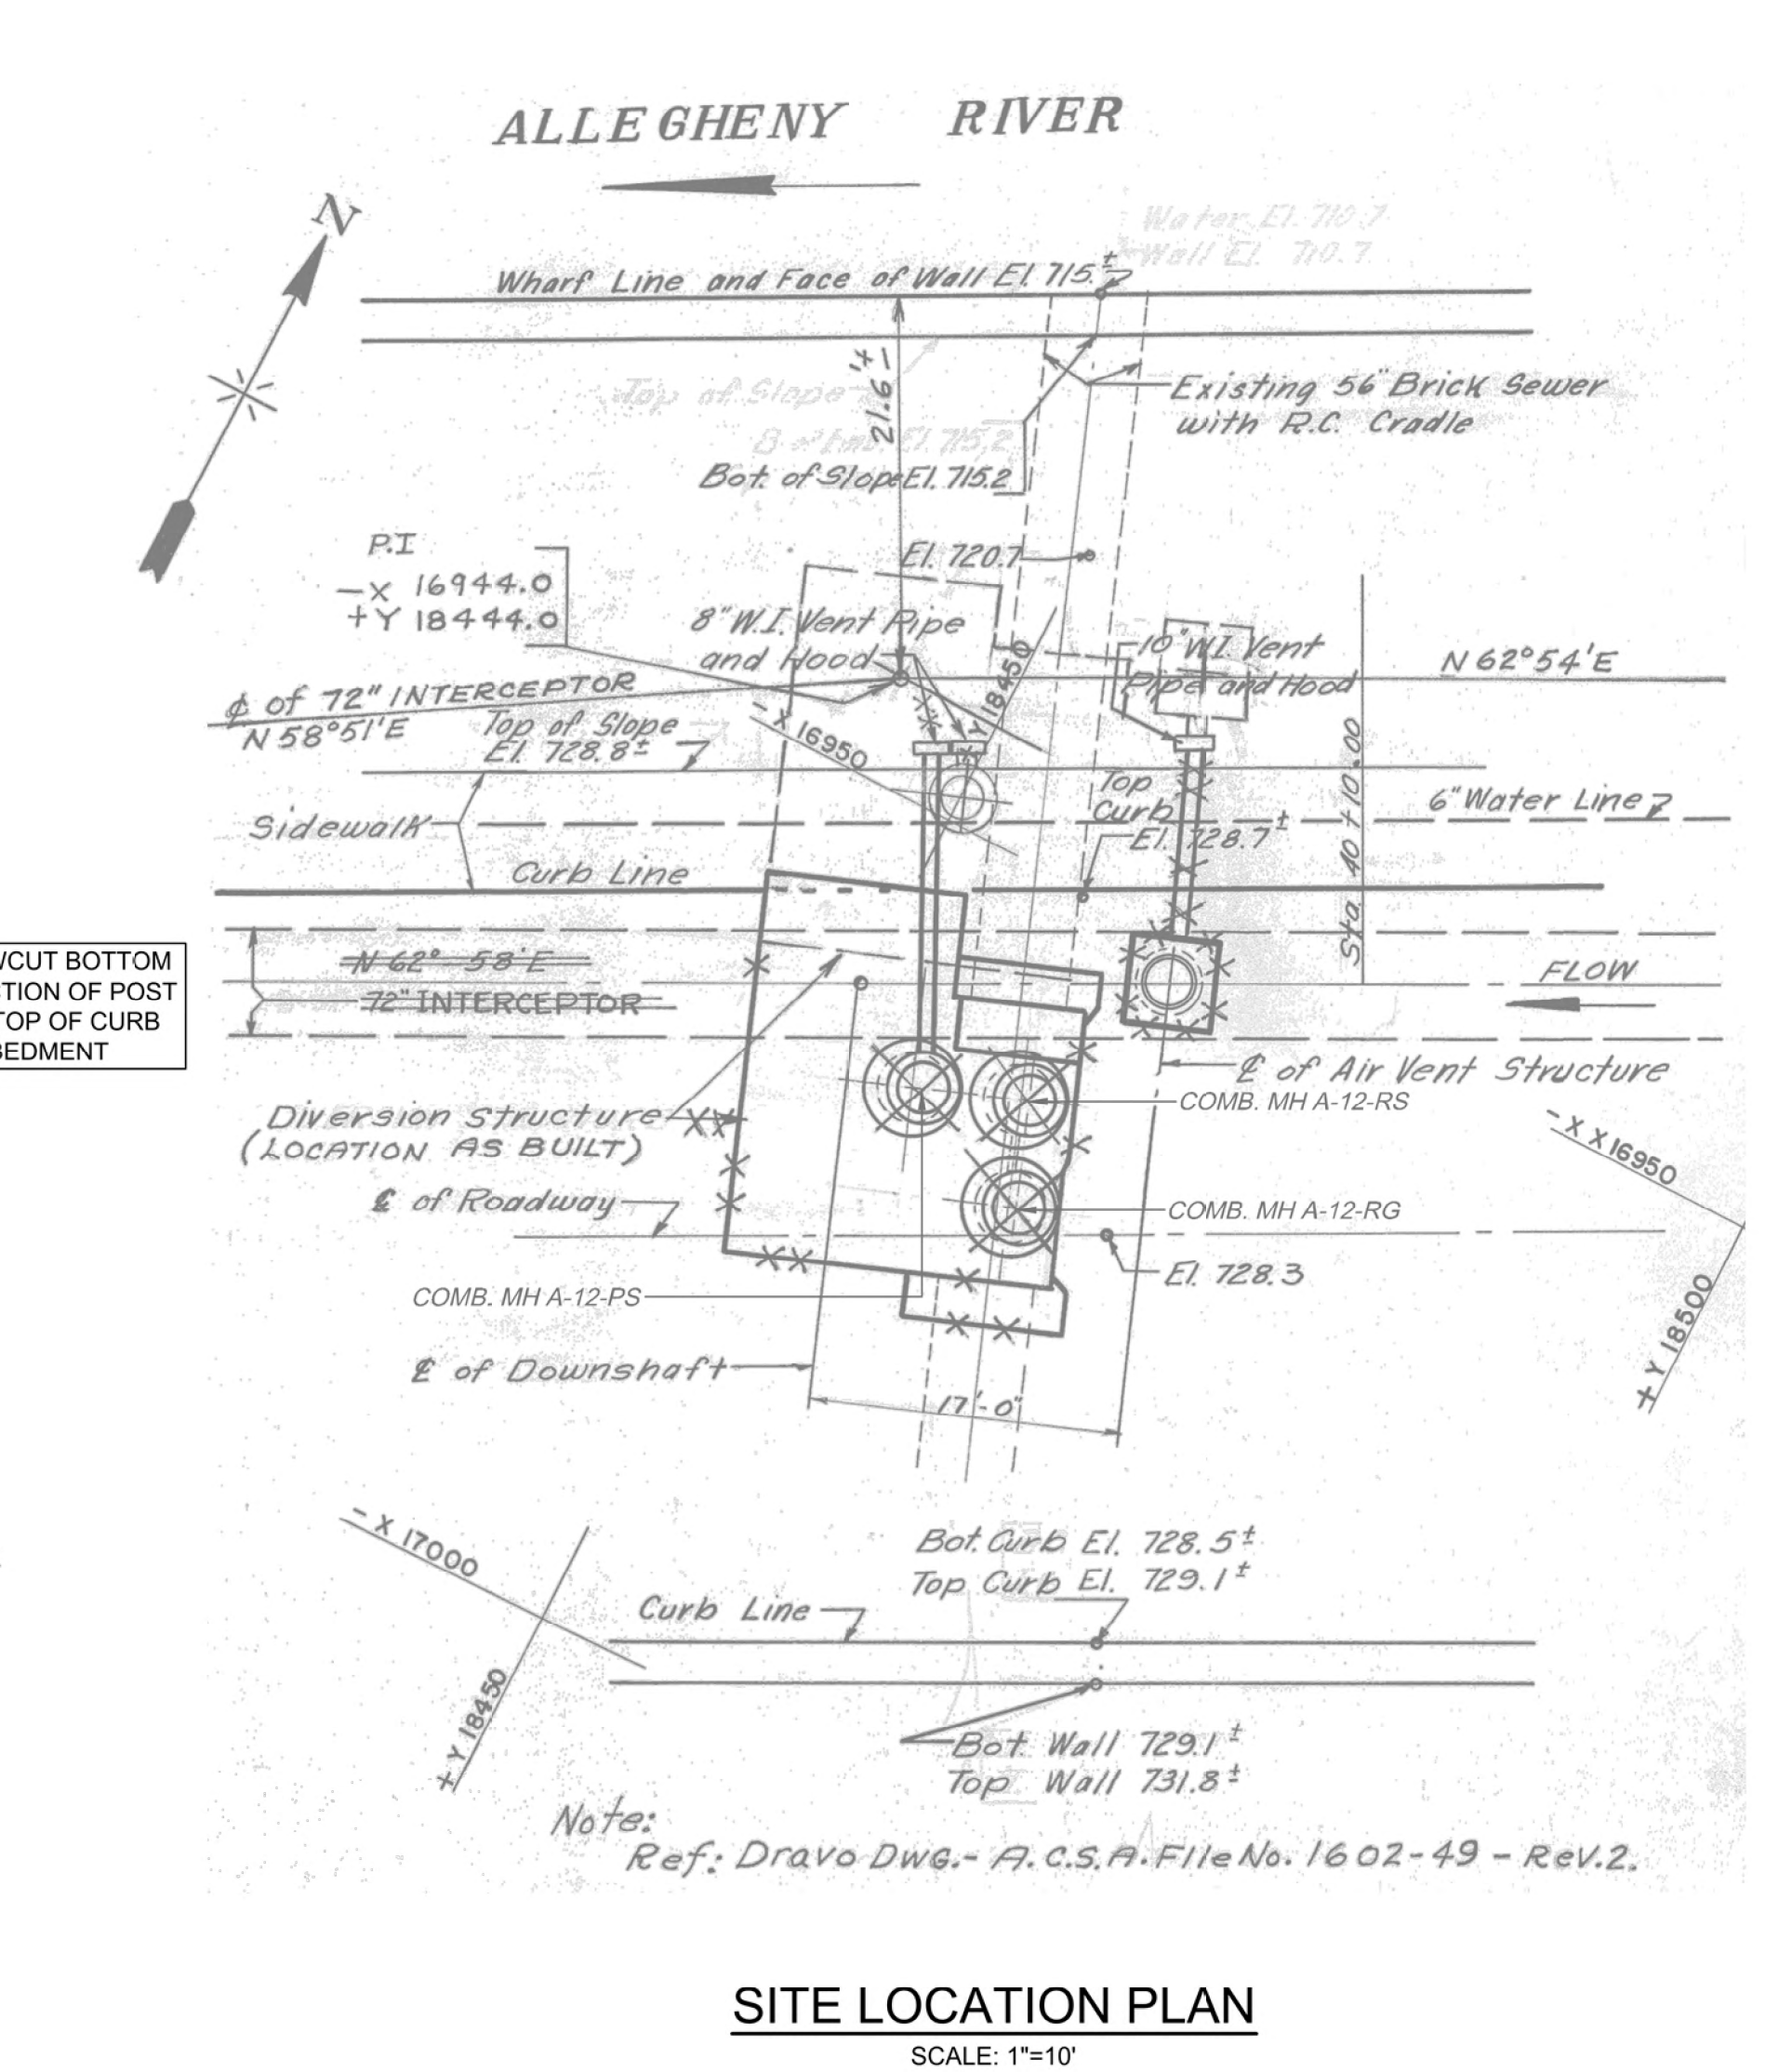 ALLEGHENY RIVER
N
Water El. 710.7
Wall El. 710.7
Wharf Line and Face of Wall El. 715.±
21.6'±
Top of Slope
Existing 56" Brick Sewer
with R.C. Cradle
El. 715.2
Bot. of Slope El. 715.2
P.I
-X 16944.0
+Y 18444.0
El. 720.7
8" W.I. Vent Pipe
and Hood
10" W.I. Vent
Pipe and Hood
N 62°54'E
℄ of 72" INTERCEPTOR
N 58°51'E
Top of Slope
El. 728.8±
-X 16950
+Y 18450
Top
Curb
El. 728.7±
Sta. 40+10.00
6" Water Line
Sidewalk
Curb Line
WCUT BOTTOM
TION OF POST
TOP OF CURB
BEDMENT
N 62° 58'E
72" INTERCEPTOR
FLOW
℄ of Air Vent Structure
COMB. MH A-12-RS
Diversion Structure
(LOCATION AS BUILT)
-X X16950
℄ of Roadway
COMB. MH A-12-RG
El. 728.3
COMB. MH A-12-PS
+Y 18500
℄ of Downshaft
17'-0"
-X 17000
Bot. Curb El. 728.5±
Top Curb El. 729.1±
Curb Line
+Y 18450
Bot. Wall 729.1±
Top Wall 731.8±
Note:
Ref: Dravo DWG.- A.C.S.A. File No. 1602-49 - Rev.2.
SITE LOCATION PLAN
SCALE: 1"=10'